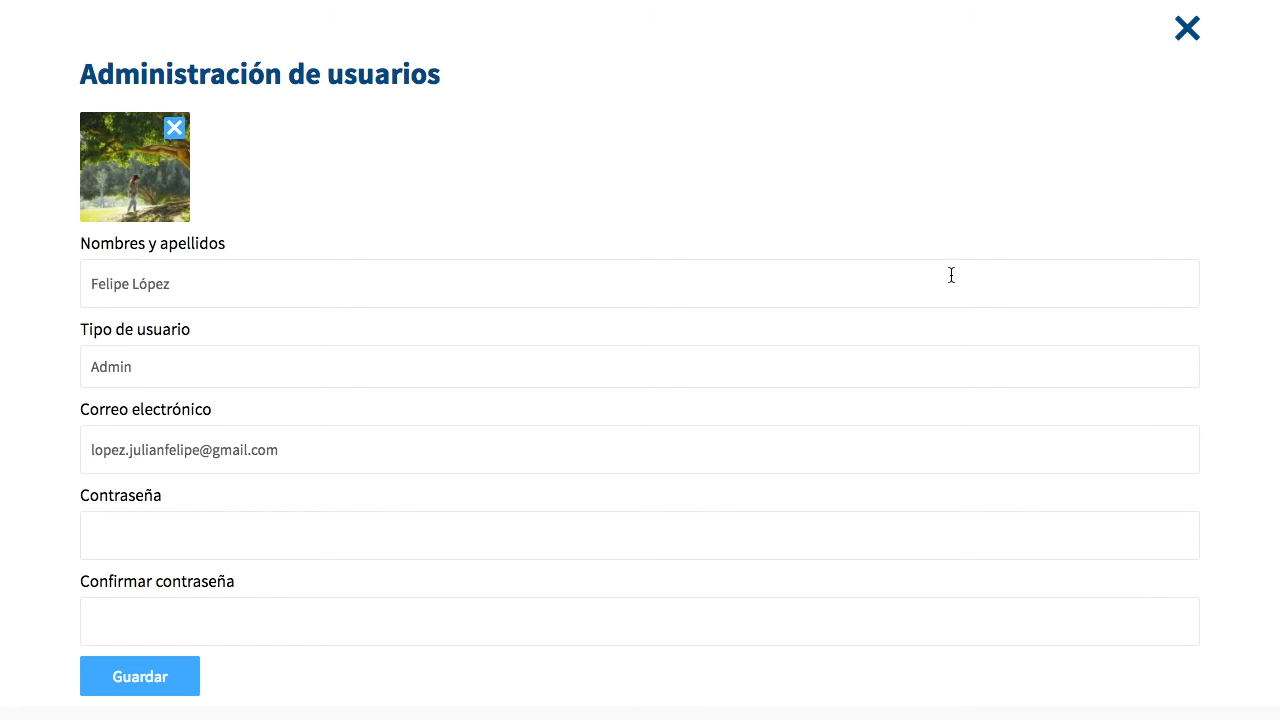 Administración de usuarios
Nombres y apellidos
Felipe López
Tipo de usuario
Admin
Correo electrónico
lopez.julianfelipe@gmail.com
Contraseña
Confirmar contraseña
Guardar